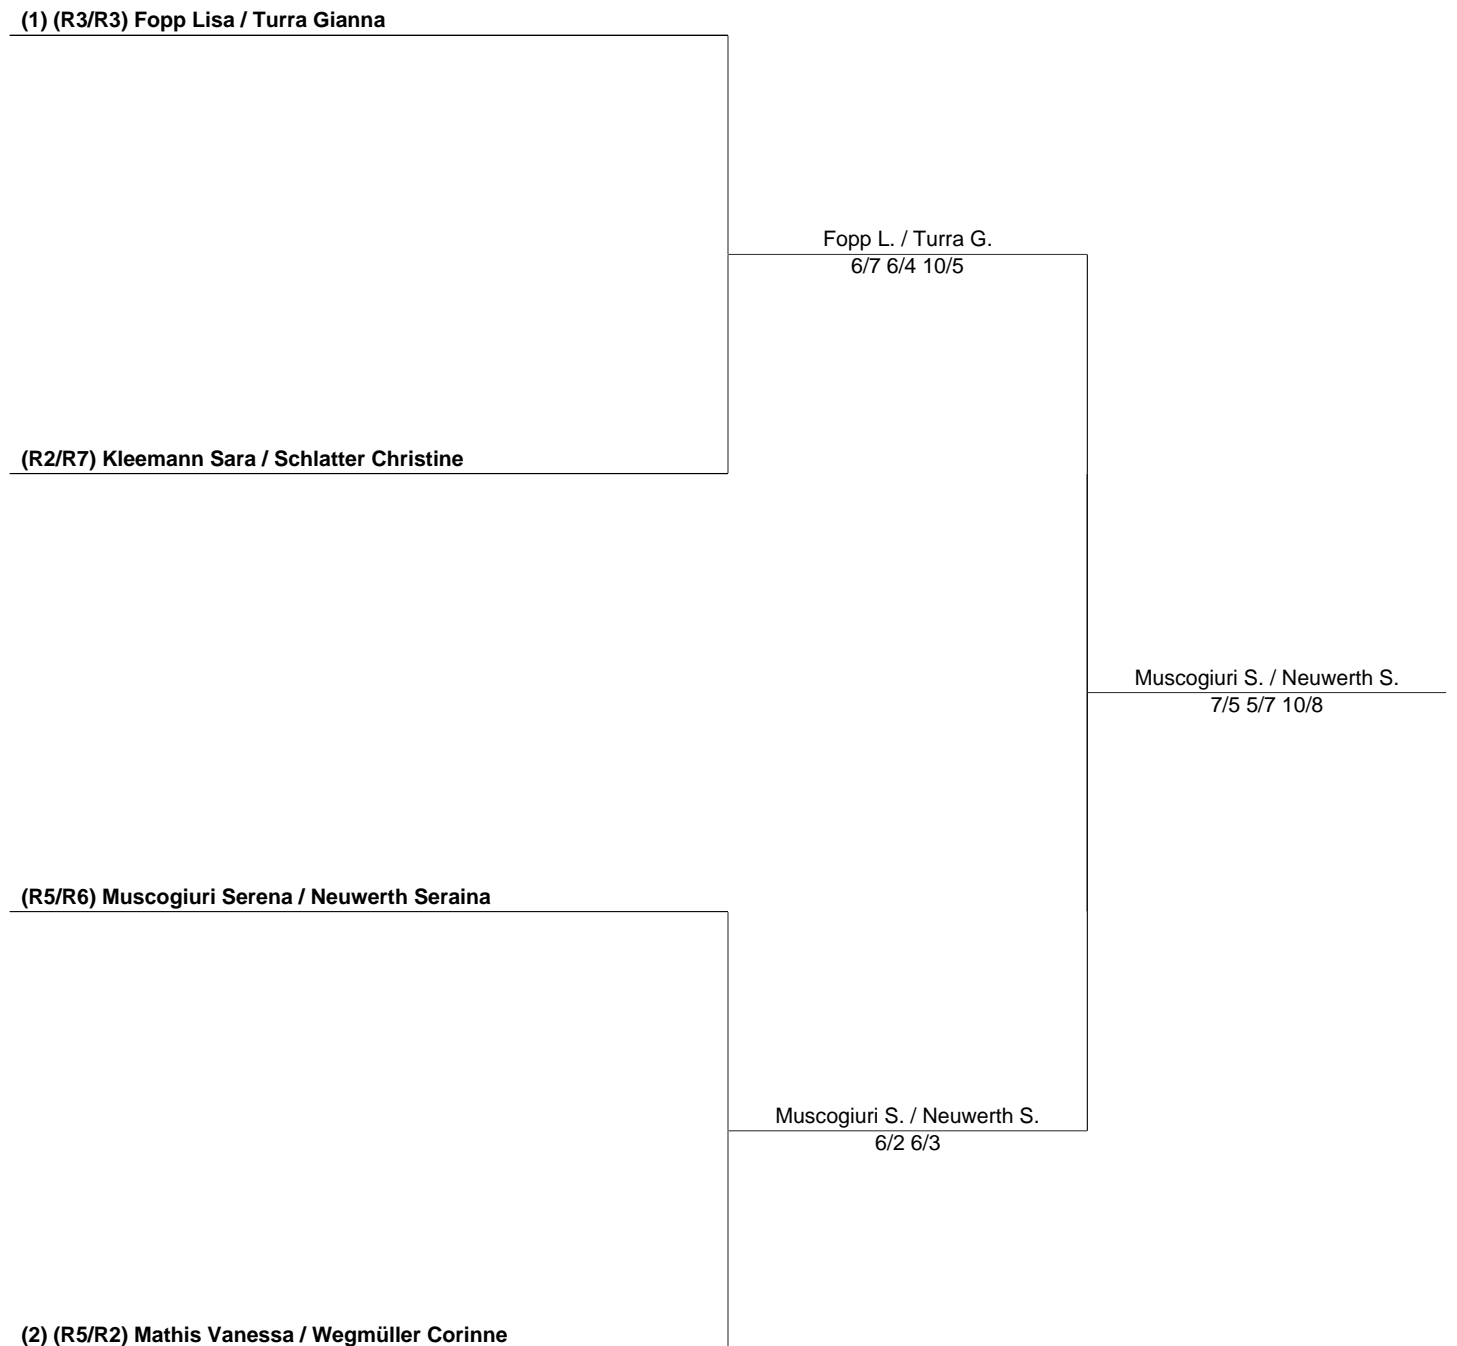 (1) (R3/R3) Fopp Lisa / Turra Gianna
Fopp L. / Turra G.
6/7 6/4 10/5
(R2/R7) Kleemann Sara / Schlatter Christine
Muscogiuri S. / Neuwerth S.
7/5 5/7 10/8
(R5/R6) Muscogiuri Serena / Neuwerth Seraina
Muscogiuri S. / Neuwerth S.
6/2 6/3
(2) (R5/R2) Mathis Vanessa / Wegmüller Corinne